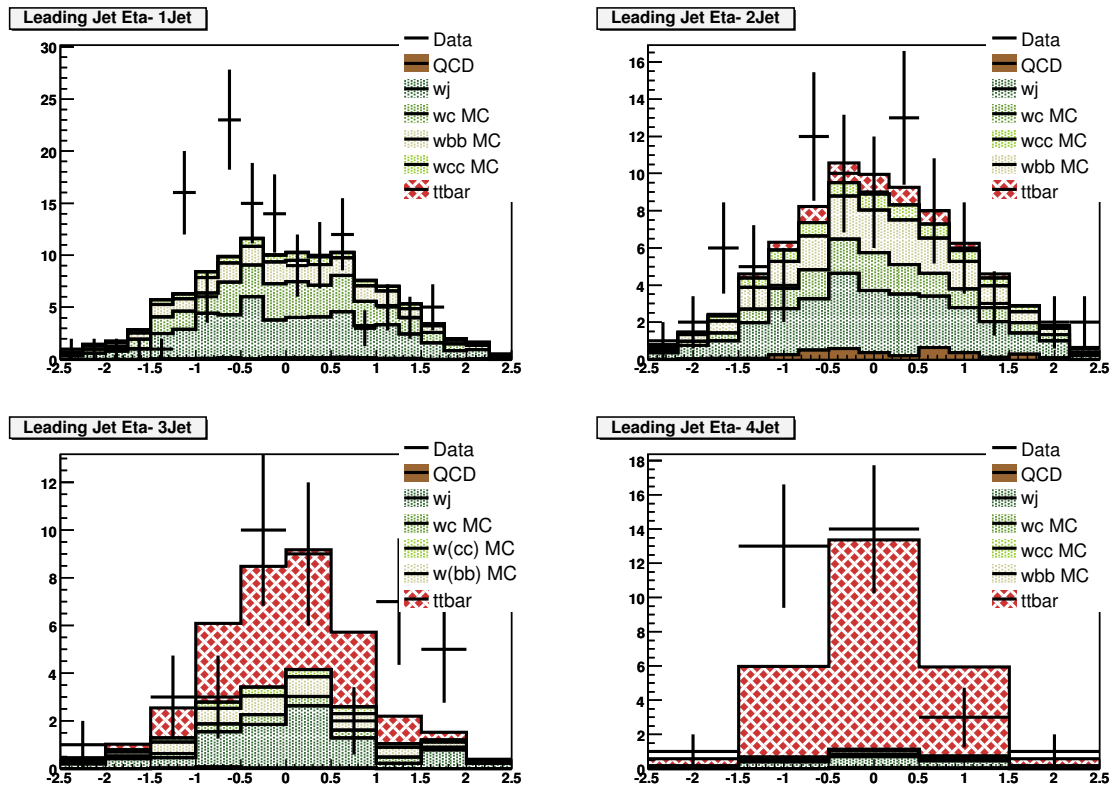 Leading Jet Eta- 1Jet
Data
QCD
wj
wc MC
wbb MC
wcc MC
ttbar
30
25
20
15
10
5
0
-2.5 -2 -1.5 -1 -0.5 0 0.5 1 1.5 2 2.5
Leading Jet Eta- 2Jet
Data
QCD
wj
wc MC
wcc MC
wbb MC
ttbar
16
14
12
10
8
6
4
2
0
-2.5 -2 -1.5 -1 -0.5 0 0.5 1 1.5 2 2.5
Leading Jet Eta- 3Jet
Data
QCD
wj
wc MC
w(cc) MC
w(bb) MC
ttbar
12
10
8
6
4
2
0
-2.5 -2 -1.5 -1 -0.5 0 0.5 1 1.5 2 2.5
Leading Jet Eta- 4Jet
Data
QCD
wj
wc MC
wcc MC
wbb MC
ttbar
18
16
14
12
10
8
6
4
2
0
-2.5 -2 -1.5 -1 -0.5 0 0.5 1 1.5 2 2.5